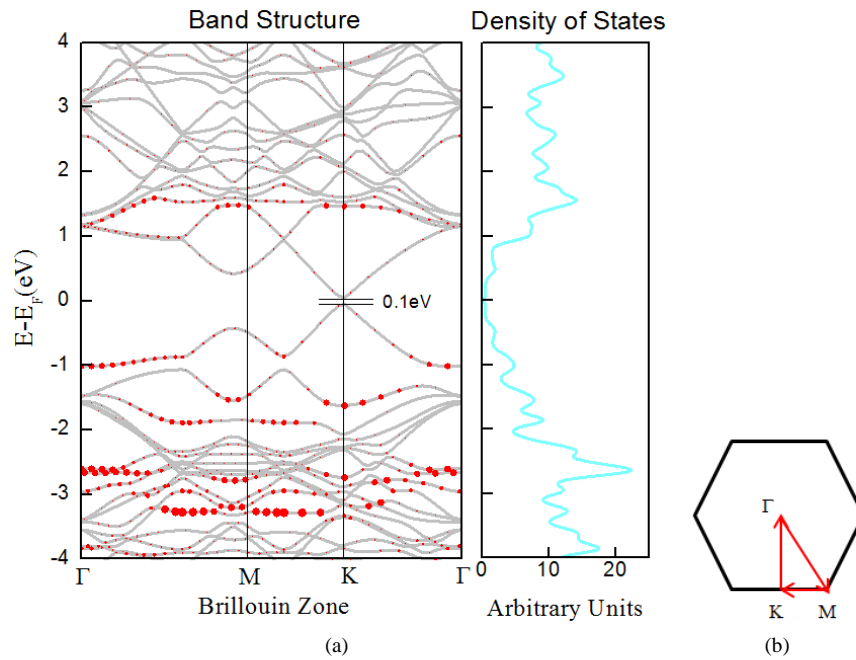 Band Structure
Density of States
4
3
2
1
0
-1
-2
-3
-4
E-E_F(eV)
0.1eV
Γ M K Γ
Brillouin Zone
0 10 20
Arbitrary Units
Γ
K M
(a)
(b)